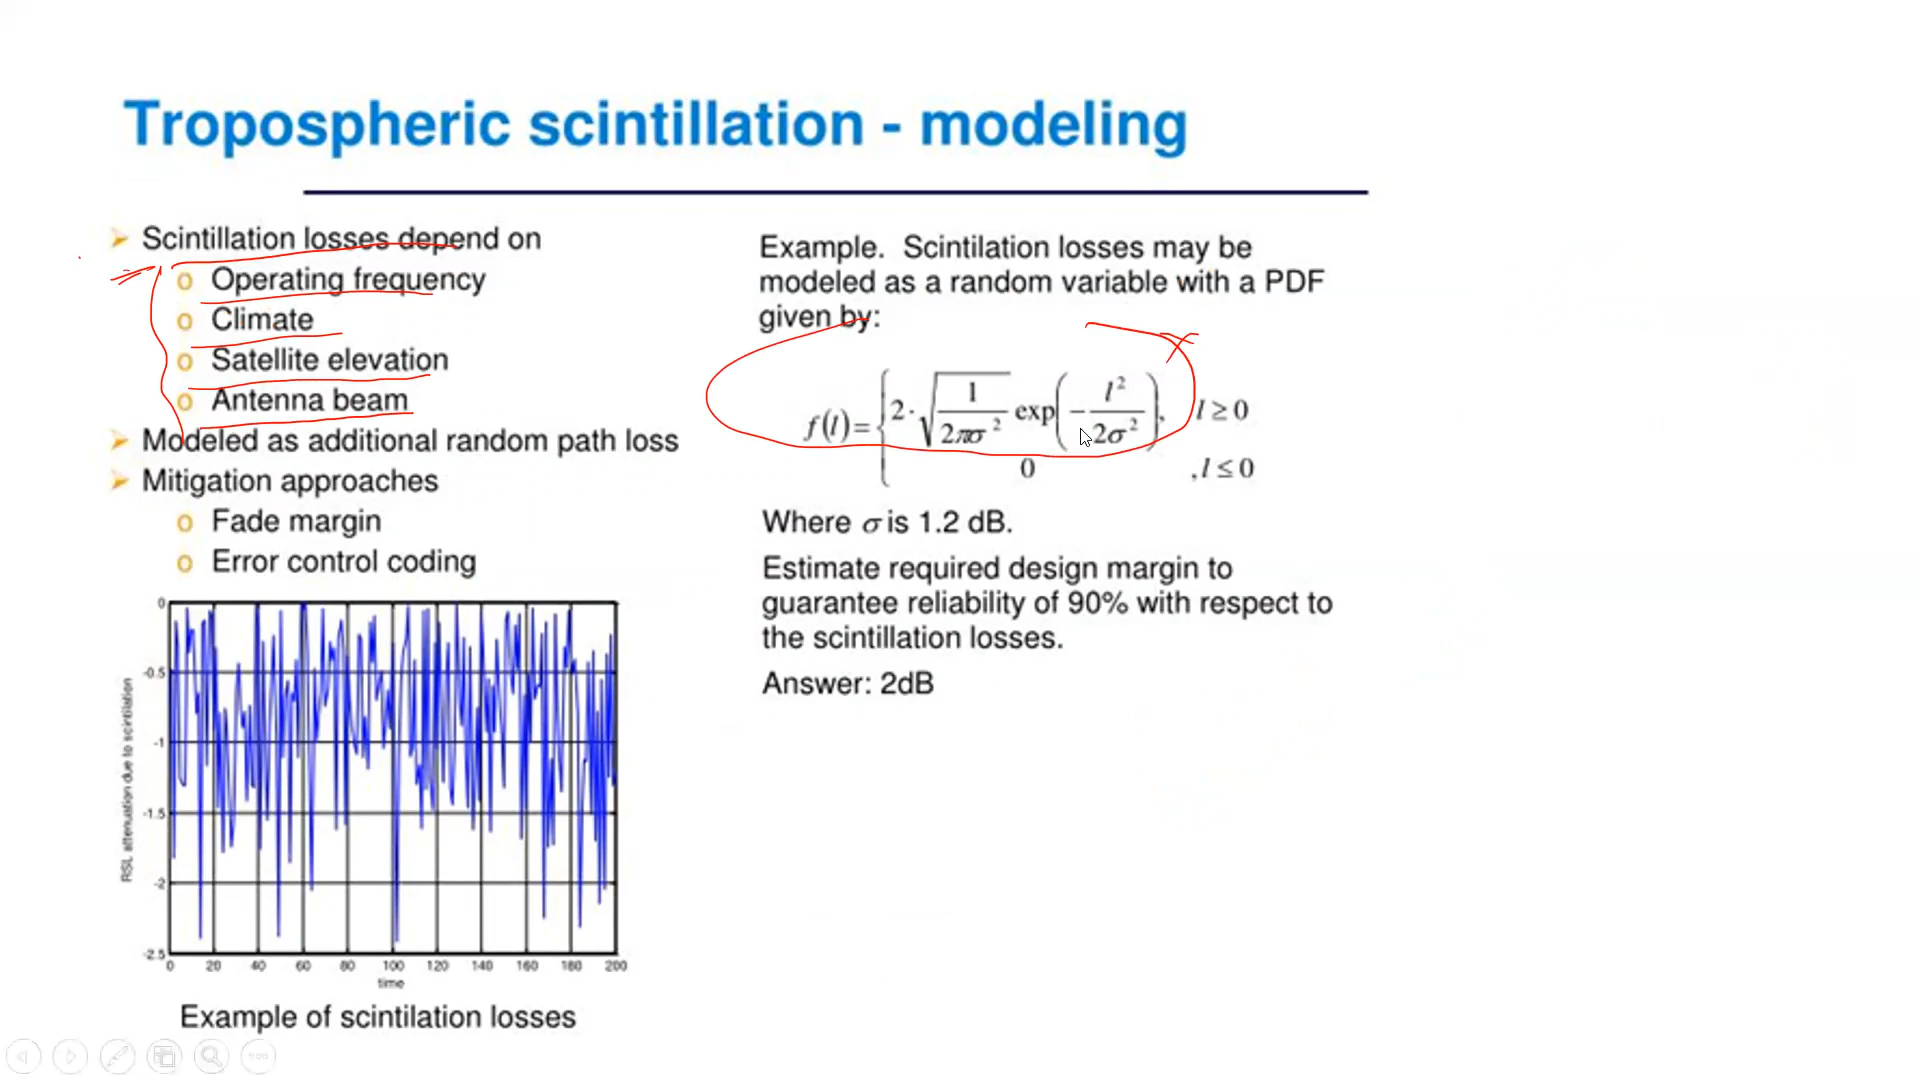 Tropospheric scintillation - modeling
Scintillation losses depend on
o Operating frequency
o Climate
o Satellite elevation
o Antenna beam
Modeled as additional random path loss
Mitigation approaches
o Fade margin
o Error control coding
0
-0.5
-1
-1.5
-2
-2.5
RSL attenuation due to scintilation
0 20 40 60 80 100 120 140 160 180 200
time
Example of scintilation losses
Example. Scintilation losses may be
modeled as a random variable with a PDF
given by:
f(l) = { 2·√(1/(2πσ²)) exp(−l²/(2σ²)), l ≥ 0
0 , l ≤ 0
Where σ is 1.2 dB.
Estimate required design margin to
guarantee reliability of 90% with respect to
the scintillation losses.
Answer: 2dB